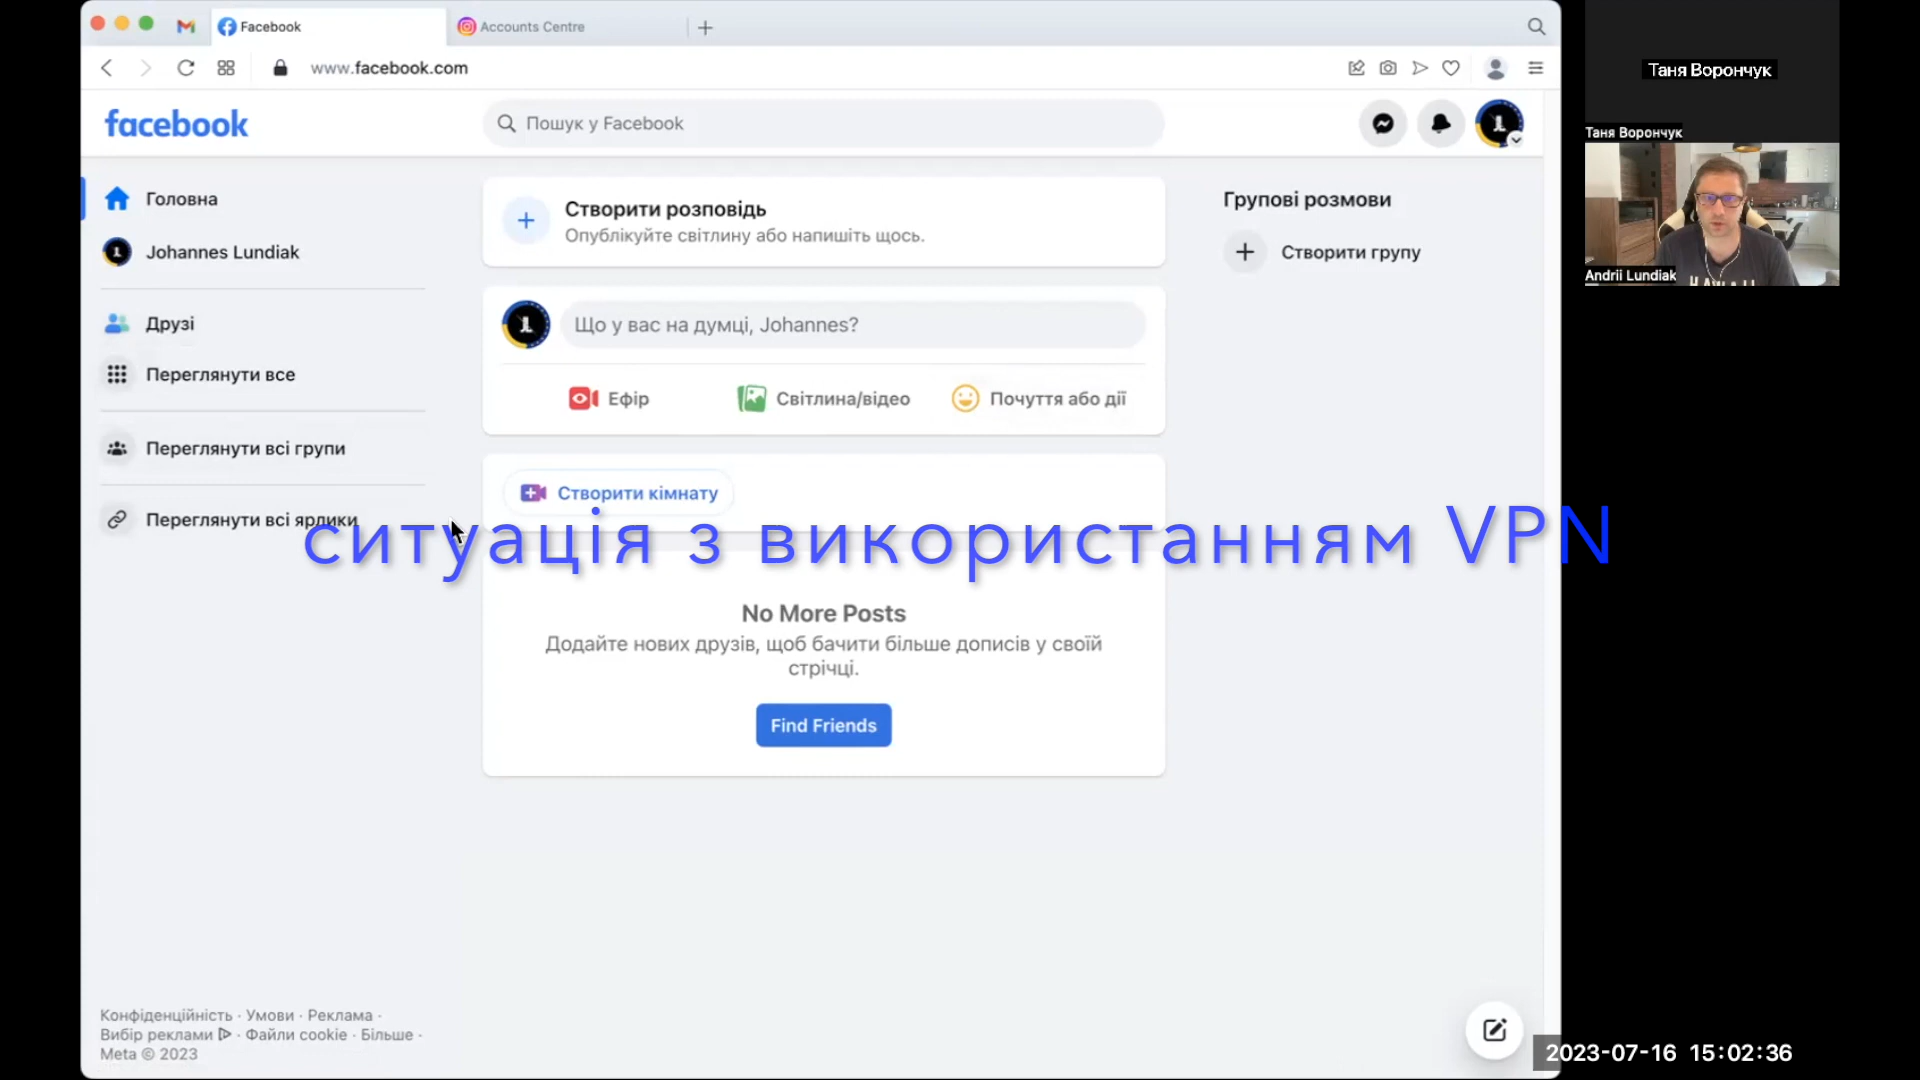 Facebook
Accounts Centre
www.facebook.com
facebook
Пошук у Facebook
Головна
Johannes Lundiak
Друзі
Переглянути все
Переглянути всі групи
Переглянути всі ярлики
Створити розповідь
Опублікуйте світлину або напишіть щось.
Що у вас на думці, Johannes?
Ефір
Світлина/відео
Почуття або дії
Створити кімнату
ситуація з використанням VPN
No More Posts
Додайте нових друзів, щоб бачити більше дописів у своїй
стрічці.
Find Friends
Групові розмови
Створити групу
Конфіденційність · Умови · Реклама ·
Вибір реклами · Файли cookie · Більше ·
Meta © 2023
Таня Ворончук
Таня Ворончук
Andrii Lundiak
2023-07-16 15:02:36